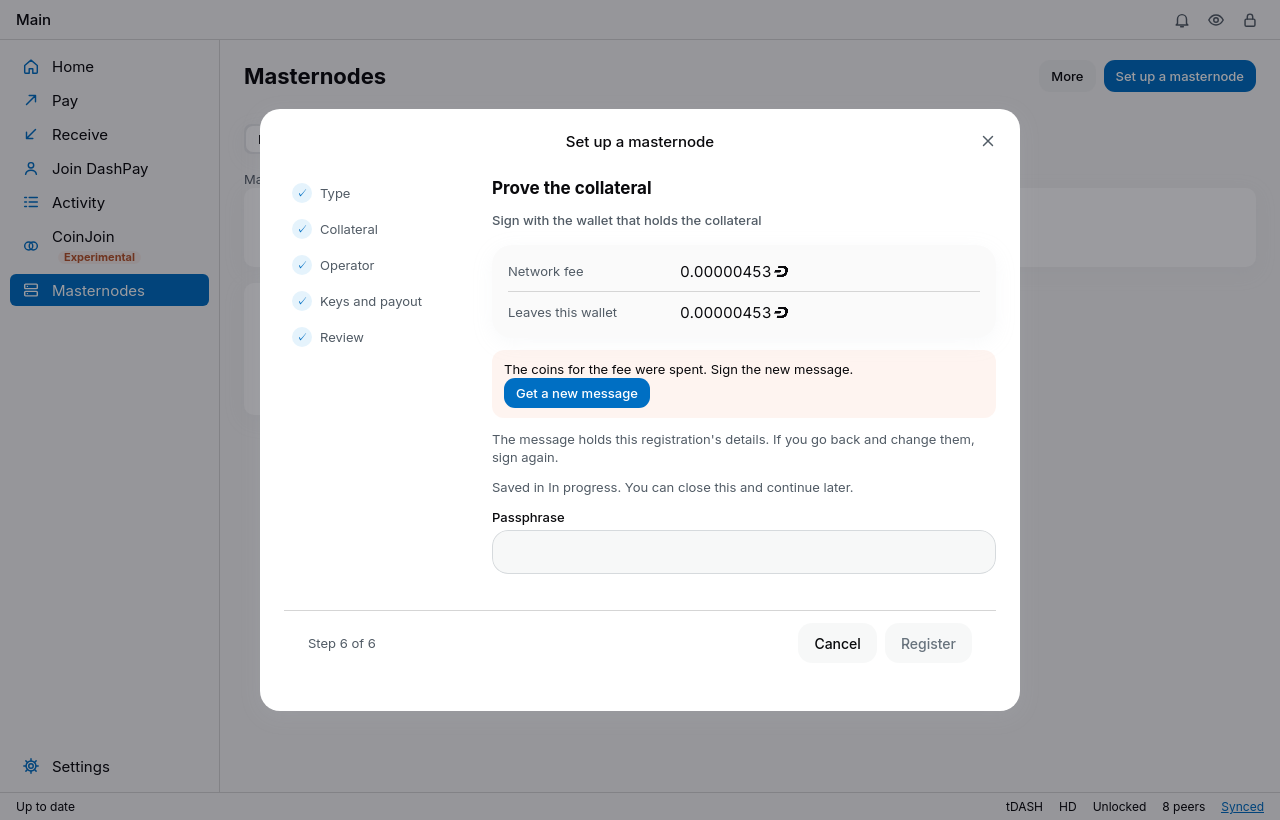 Main
Home
Pay
Receive
Join DashPay
Activity
CoinJoin
Experimental
Masternodes
Settings
Masternodes
More
Set up a masternode
Set up a masternode
Type
Collateral
Operator
Keys and payout
Review
Prove the collateral
Sign with the wallet that holds the collateral
Network fee 0.00000453
Leaves this wallet 0.00000453
The coins for the fee were spent. Sign the new message.
Get a new message
The message holds this registration's details. If you go back and change them,
sign again.
Saved in In progress. You can close this and continue later.
Passphrase
Step 6 of 6
Cancel
Register
Up to date
tDASH HD Unlocked 8 peers Synced